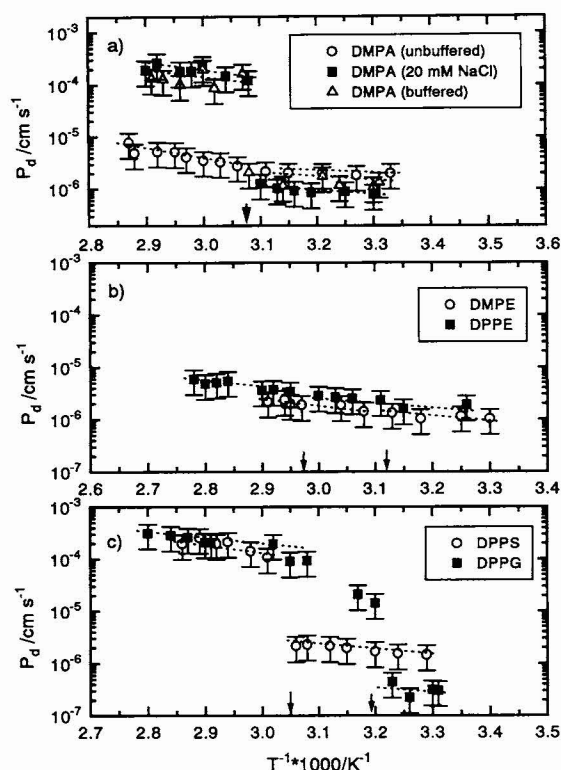 a)
DMPA (unbuffered)
DMPA (20 mM NaCl)
DMPA (buffered)
P_d /cm s⁻¹
10⁻³
10⁻⁴
10⁻⁵
10⁻⁶
2.8 2.9 3.0 3.1 3.2 3.3 3.4 3.5 3.6
b)
DMPE
DPPE
P_d /cm s⁻¹
10⁻³
10⁻⁴
10⁻⁵
10⁻⁶
10⁻⁷
2.6 2.7 2.8 2.9 3.0 3.1 3.2 3.3 3.4
c)
DPPS
DPPG
P_d /cm s⁻¹
10⁻³
10⁻⁴
10⁻⁵
10⁻⁶
10⁻⁷
2.7 2.8 2.9 3.0 3.1 3.2 3.3 3.4 3.5
T⁻¹*1000/K⁻¹